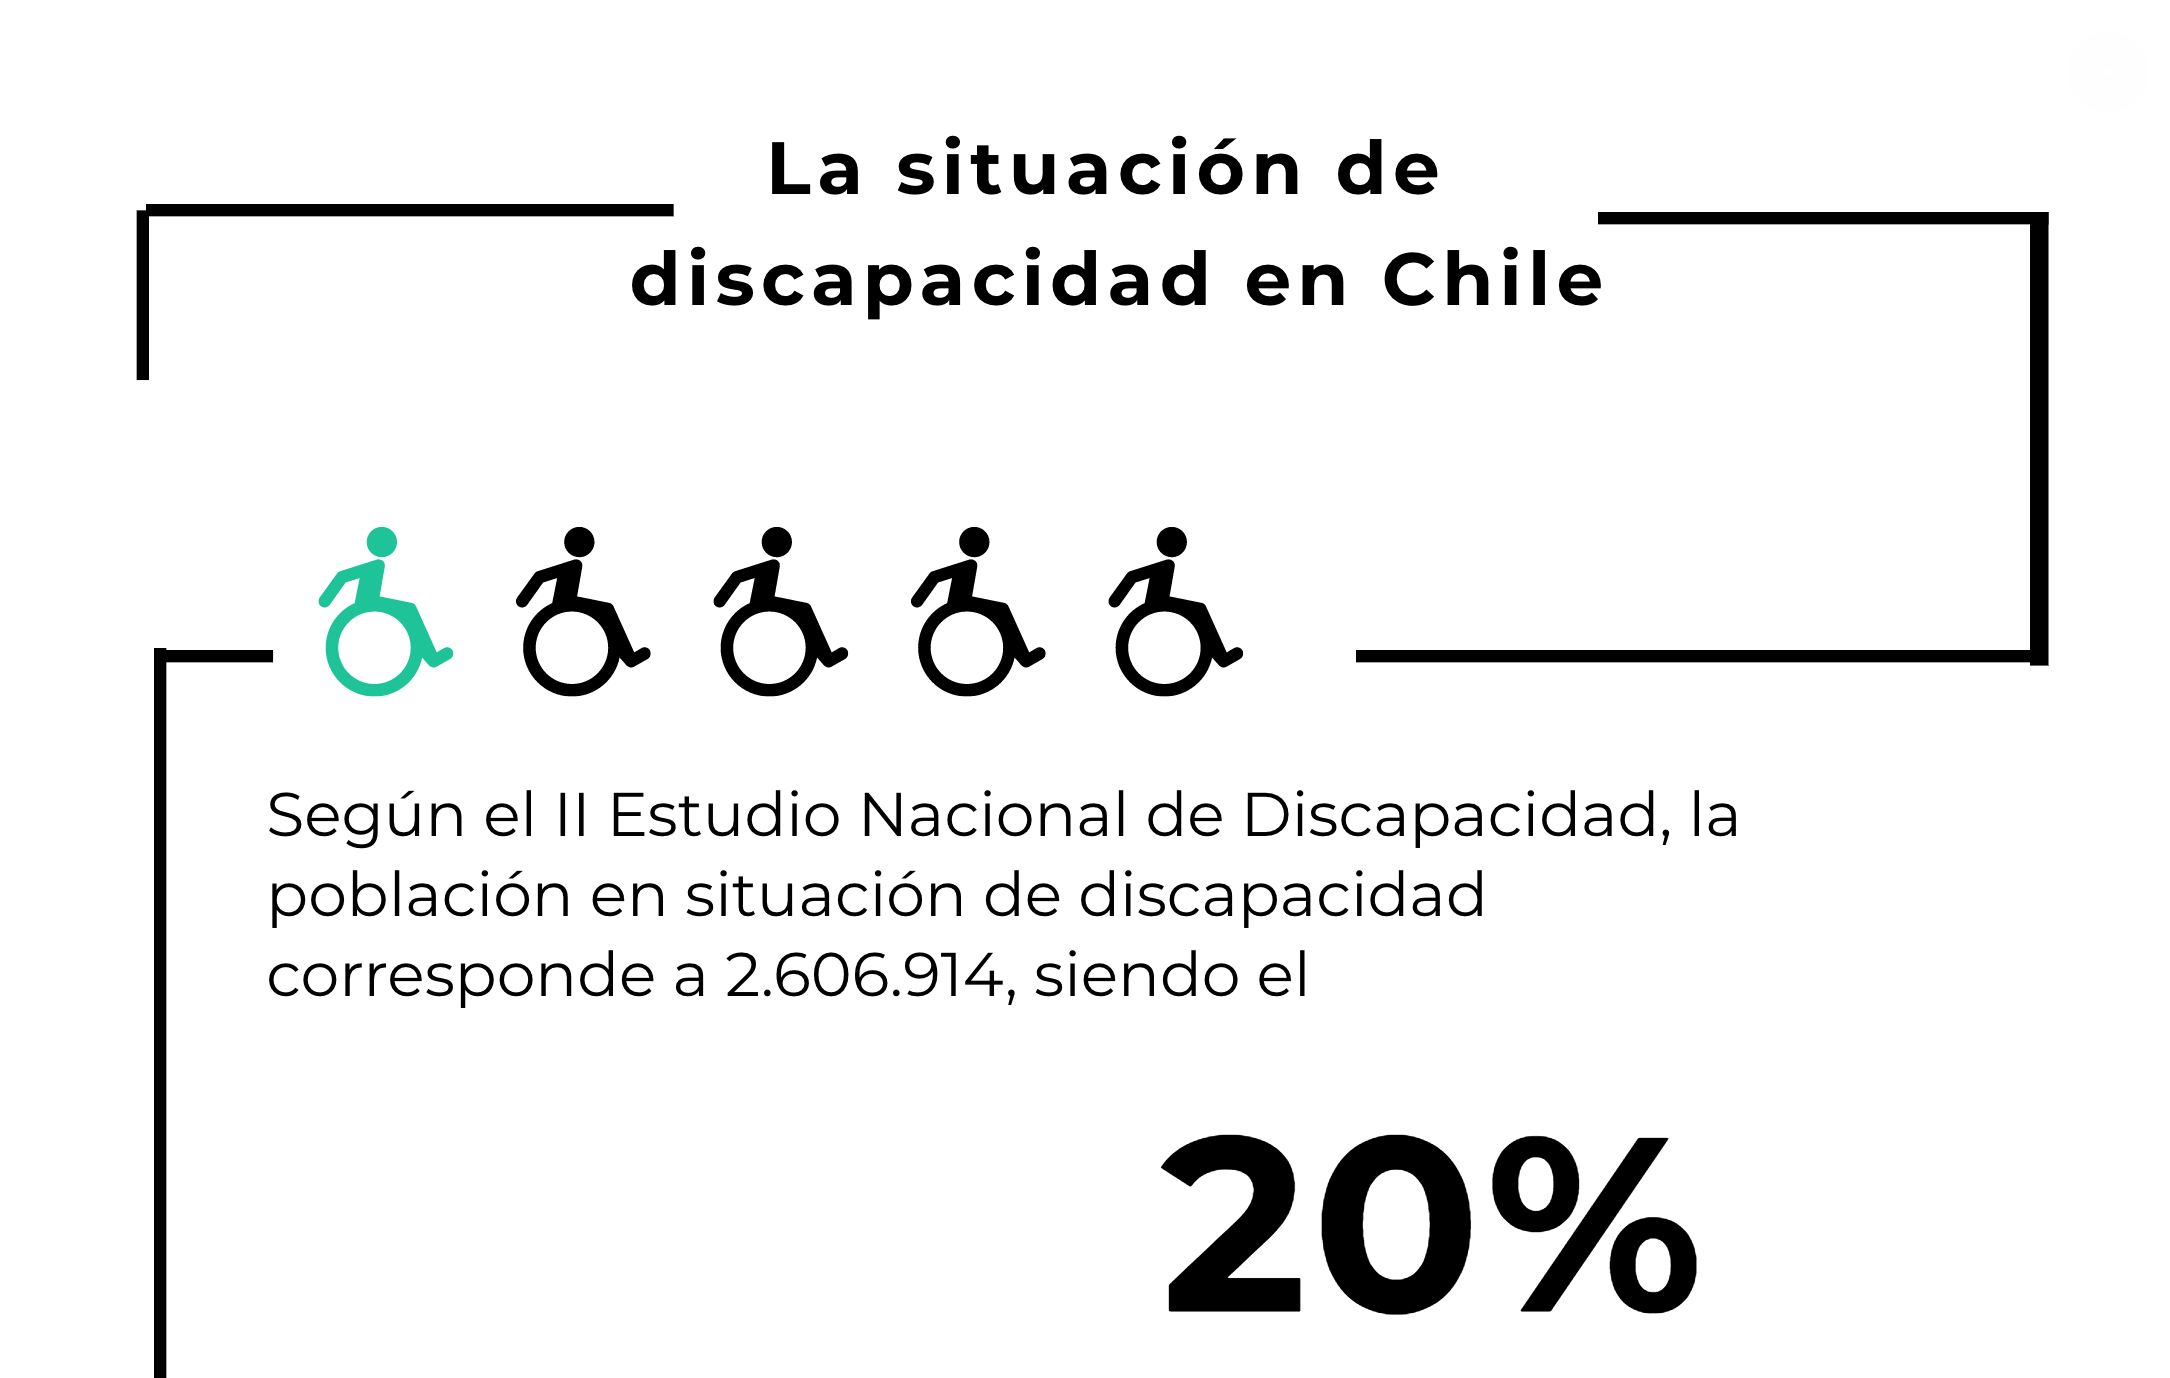 La situación de
discapacidad en Chile
Según el II Estudio Nacional de Discapacidad, la
población en situación de discapacidad
corresponde a 2.606.914, siendo el
20%